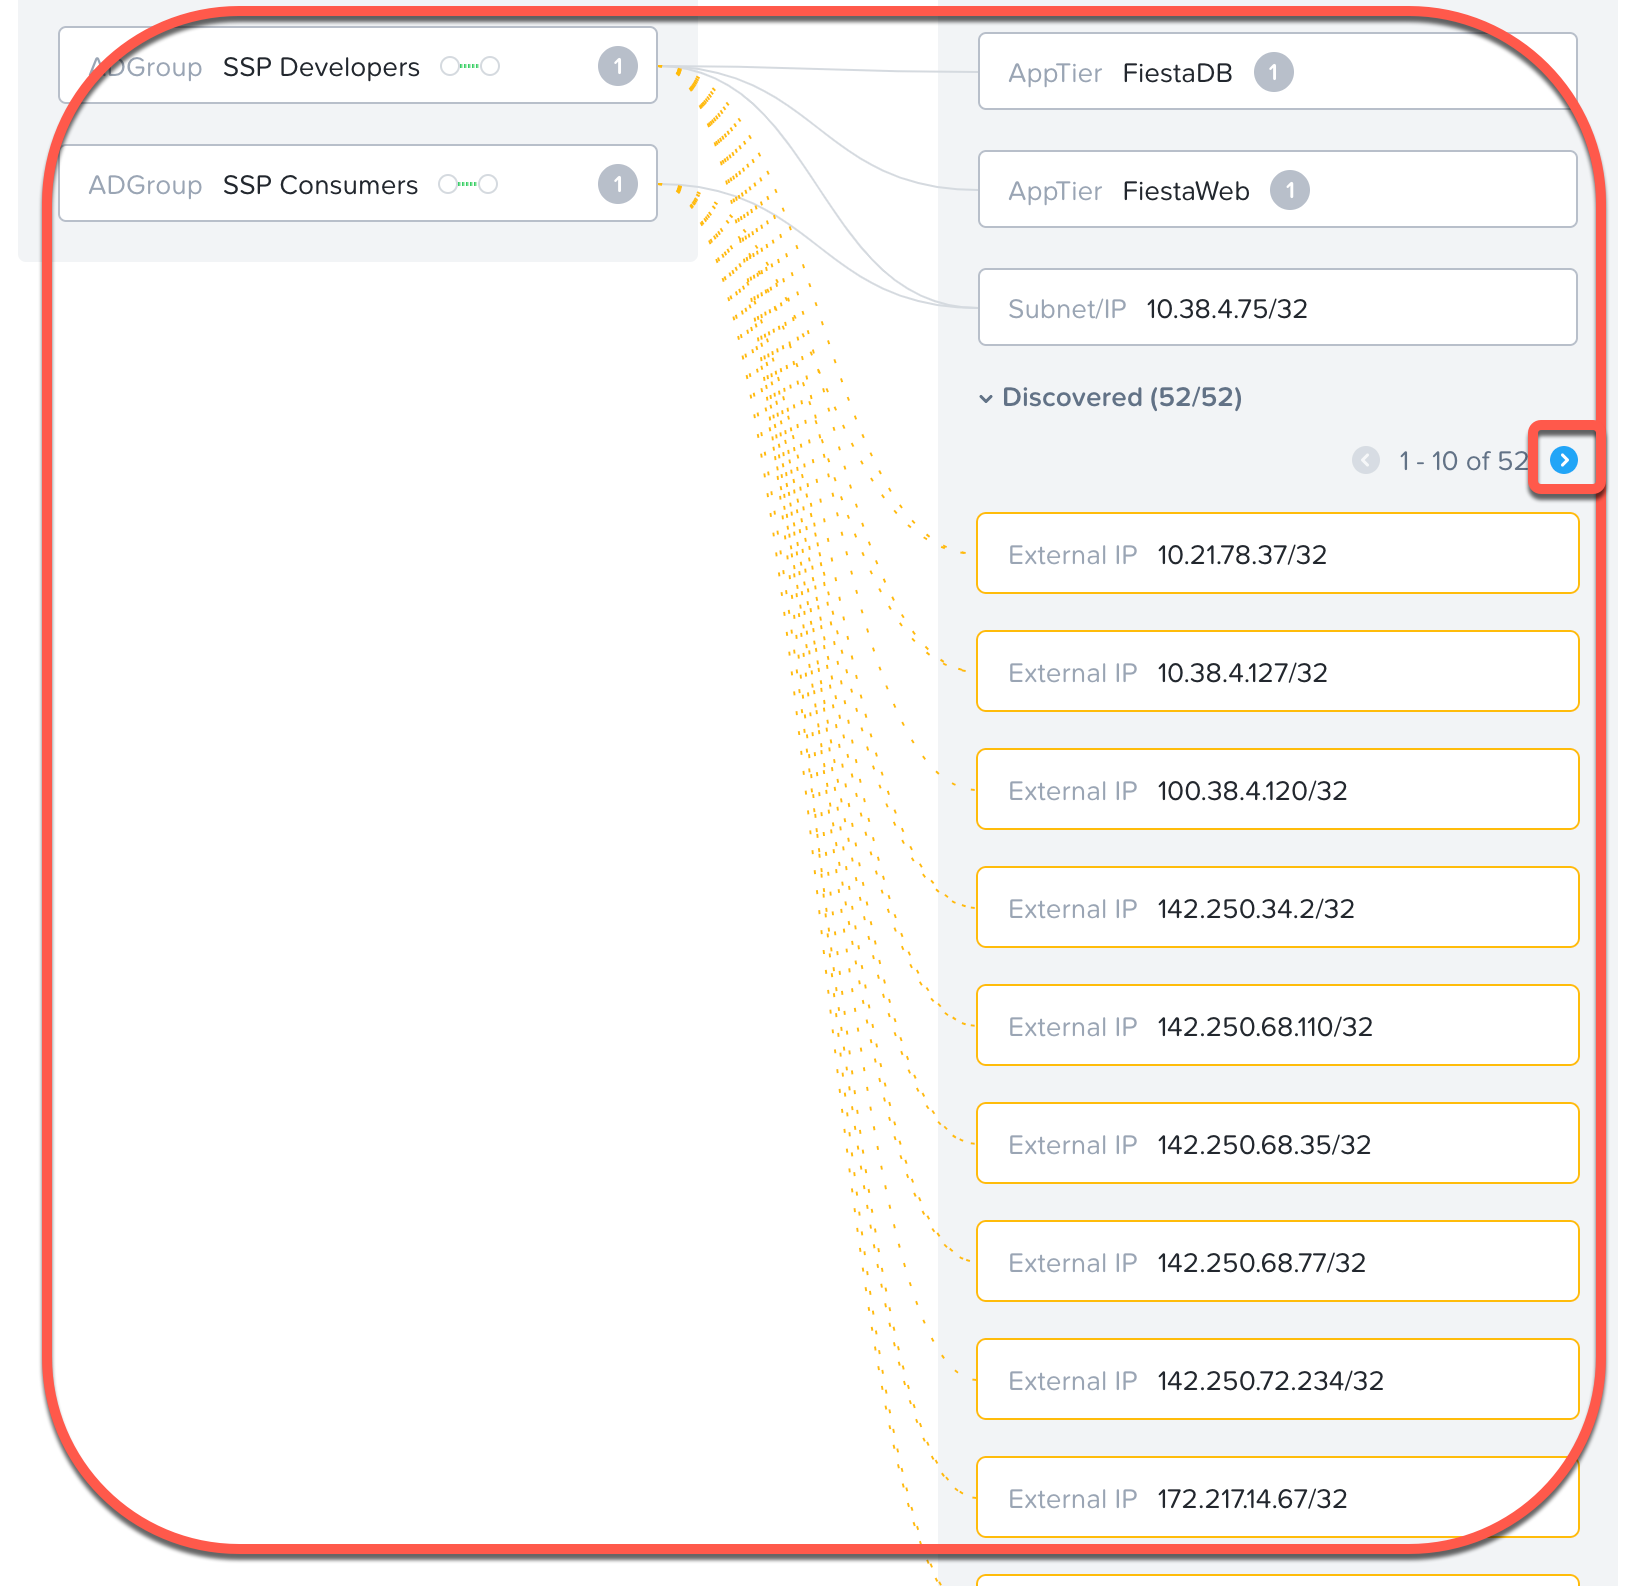 ADGroup SSP Developers 1
ADGroup SSP Consumers 1
AppTier FiestaDB 1
AppTier FiestaWeb 1
Subnet/IP 10.38.4.75/32
Discovered (52/52)
1 - 10 of 52
External IP 10.21.78.37/32
External IP 10.38.4.127/32
External IP 100.38.4.120/32
External IP 142.250.34.2/32
External IP 142.250.68.110/32
External IP 142.250.68.35/32
External IP 142.250.68.77/32
External IP 142.250.72.234/32
External IP 172.217.14.67/32